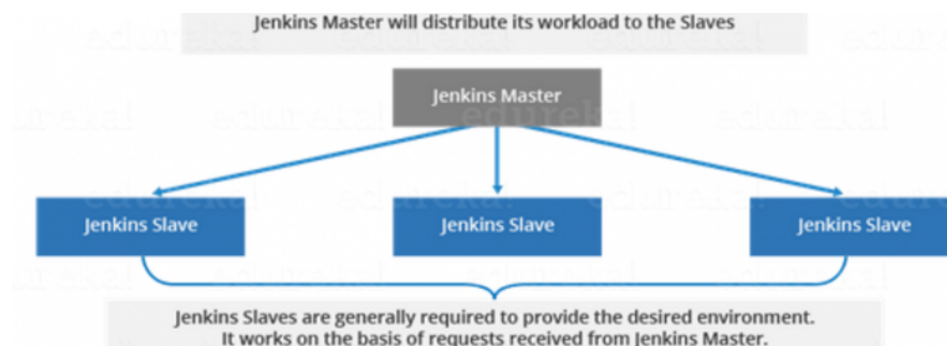 Jenkins Master will distribute its workload to the Slaves
Jenkins Master
edureka!
Jenkins Slave
Jenkins Slave
Jenkins Slave
Jenkins Slaves are generally required to provide the desired environment.
It works on the basis of requests received from Jenkins Master.